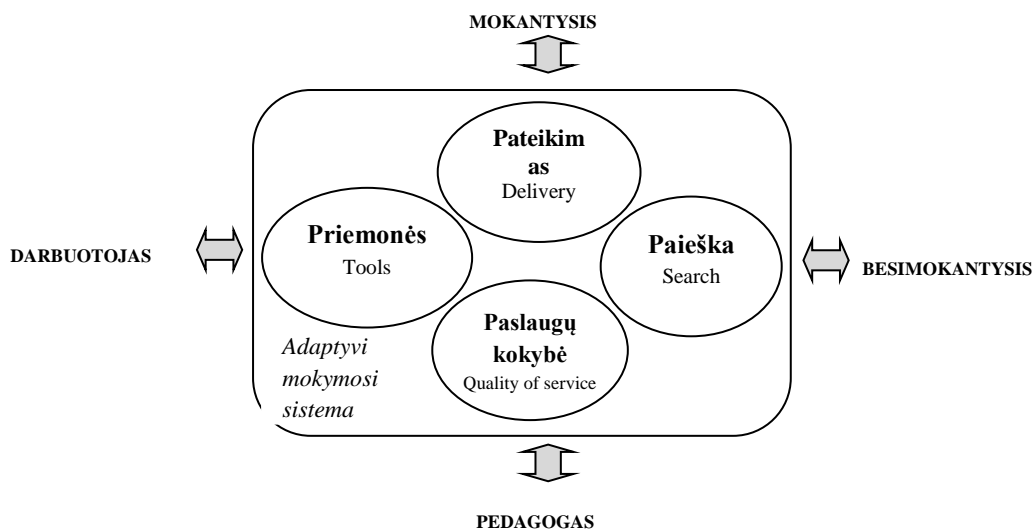 MOKANTYSIS
Pateikim
as
Delivery
Priemonės
Tools
Paieška
Search
DARBUOTOJAS
BESIMOKANTYSIS
Paslaugų
kokybė
Quality of service
Adaptyvi
mokymosi
sistema
PEDAGOGAS